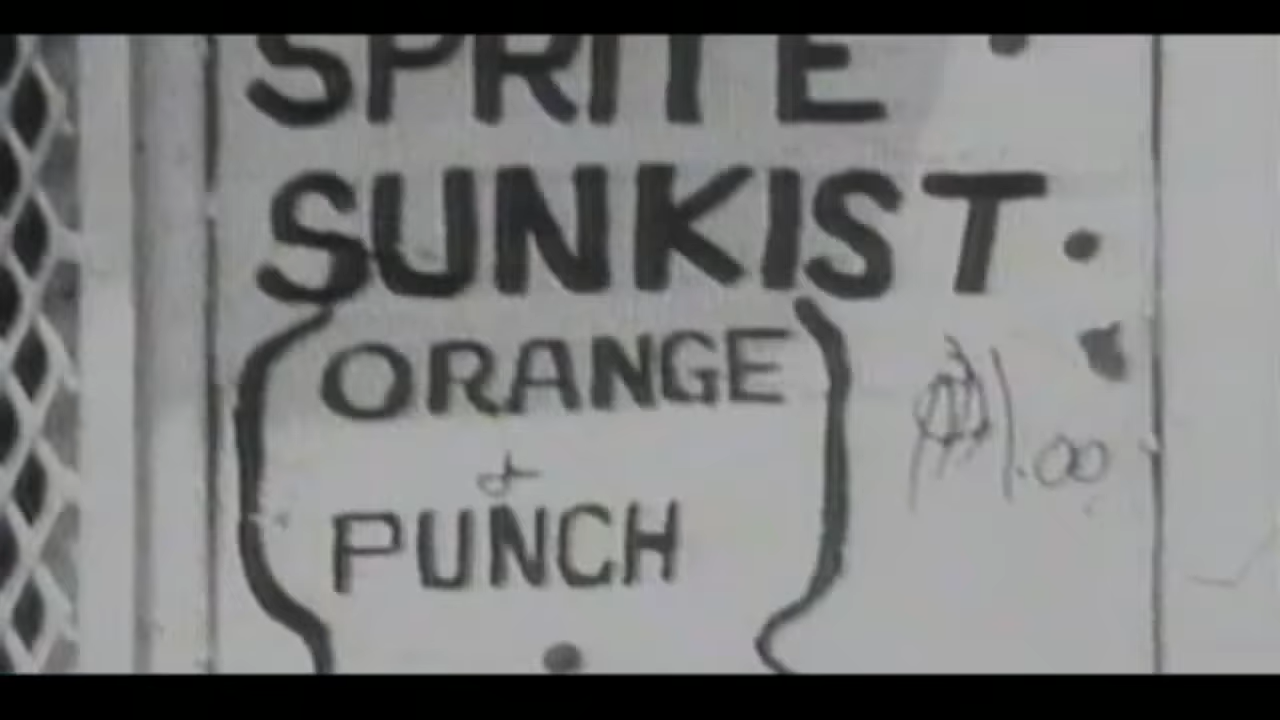 SPRITE
SUNKIST
ORANGE
&
PUNCH
$1.00